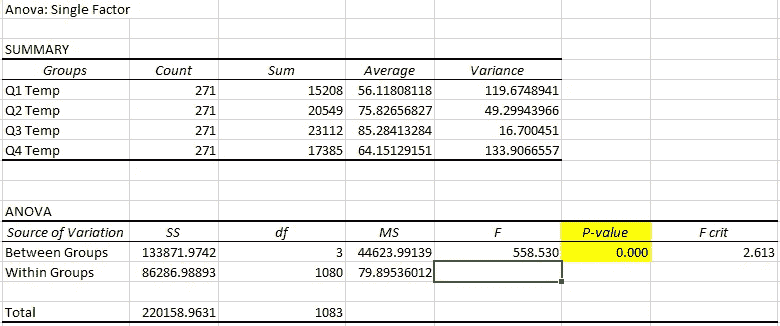 Anova: Single Factor
SUMMARY
Groups Count Sum Average Variance
Q1 Temp 271 15208 56.11808118 119.6748941
Q2 Temp 271 20549 75.82656827 49.29943966
Q3 Temp 271 23112 85.28413284 16.700451
Q4 Temp 271 17385 64.15129151 133.9066557
ANOVA
Source of Variation SS df MS F P-value F crit
Between Groups 133871.9742 3 44623.99139 558.530 0.000 2.613
Within Groups 86286.98893 1080 79.89536012
Total 220158.9631 1083